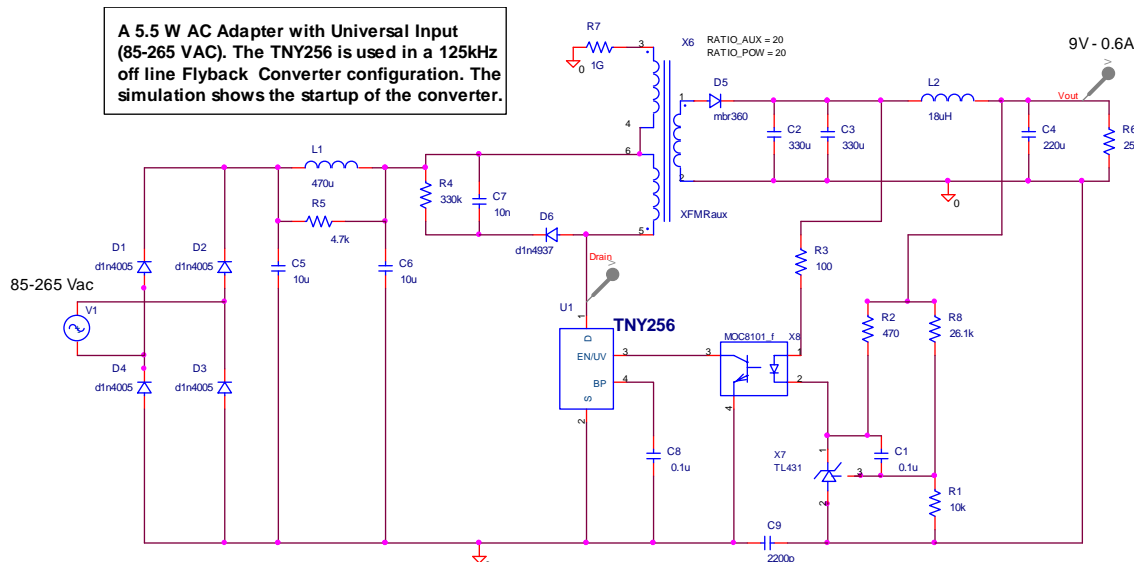 A 5.5 W AC Adapter with Universal Input
(85-265 VAC). The TNY256 is used in a 125kHz
off line Flyback Converter configuration. The
simulation shows the startup of the converter.
R7
1G
0
3
4
6
5
1
2
X6
RATIO_AUX = 20
RATIO_POW = 20
XFMRaux
D5
mbr360
C2
330u
C3
330u
L2
18uH
9V - 0.6A
Vout
V
C4
220u
R6
25
0
L1
470u
R5
4.7k
R4
330k
C7
10n
D6
d1n4937
Drain
V
D1
d1n4005
D2
d1n4005
C5
10u
C6
10u
85-265 Vac
V1
D4
d1n4005
D3
d1n4005
U1
TNY256
1
D
EN/UV
3
BP
4
S
2
C8
0.1u
R3
100
MOC8101_f
X8
3
1
2
4
R2
470
R8
26.1k
X7
TL431
1
2
3
C1
0.1u
R1
10k
C9
2200p
0